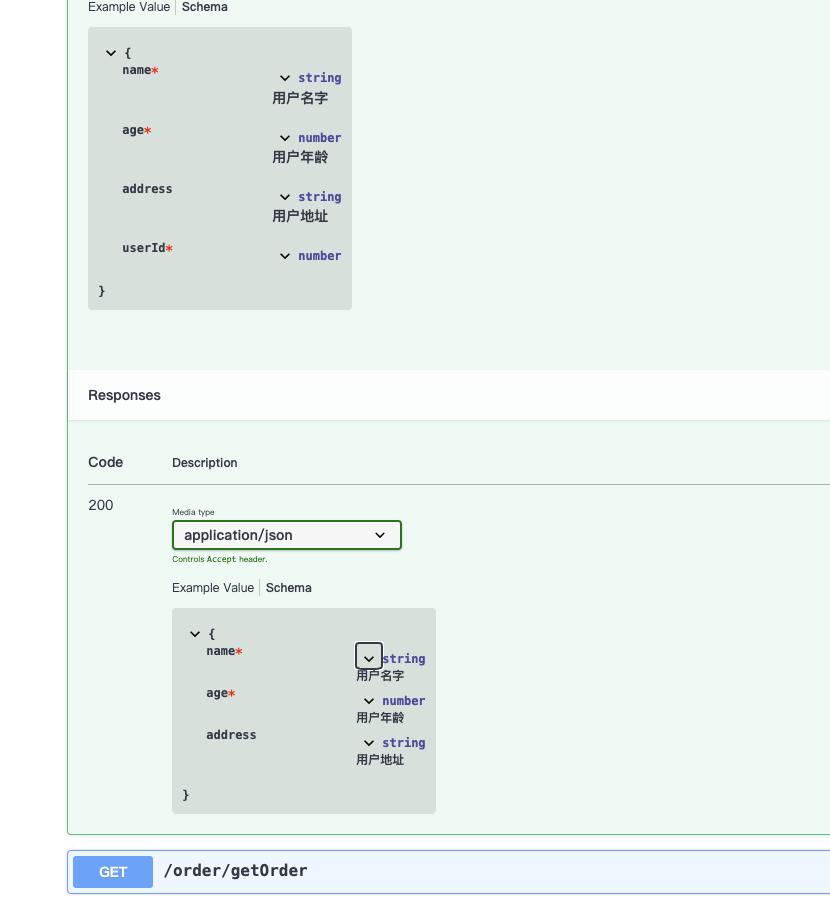 Example Value Schema
{
name* string
用户名字
age* number
用户年龄
address string
用户地址
userId* number
}
Responses
Code Description
200
Media type
application/json
Controls Accept header.
Example Value Schema
{
name* string
用户名字
age* number
用户年龄
address string
用户地址
}
GET /order/getOrder